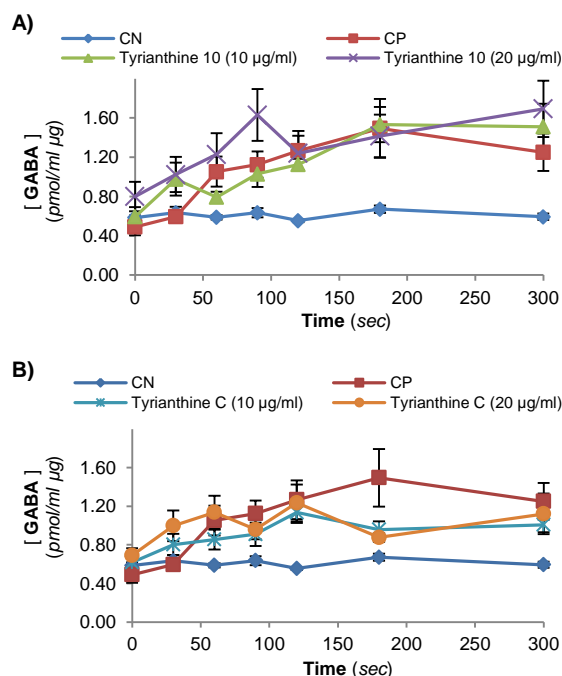 A)
CN CP
Tyrianthine 10 (10 µg/ml) Tyrianthine 10 (20 µg/ml)
[ GABA ]
(pmol/ml µg)
1.60
1.20
0.80
0.40
0.00
0 50 100 150 200 250 300
Time (sec)
B)
CN CP
Tyrianthine C (10 µg/ml) Tyrianthine C (20 µg/ml)
[ GABA ]
(pmol/ml µg)
1.60
1.20
0.80
0.40
0.00
0 50 100 150 200 250 300
Time (sec)